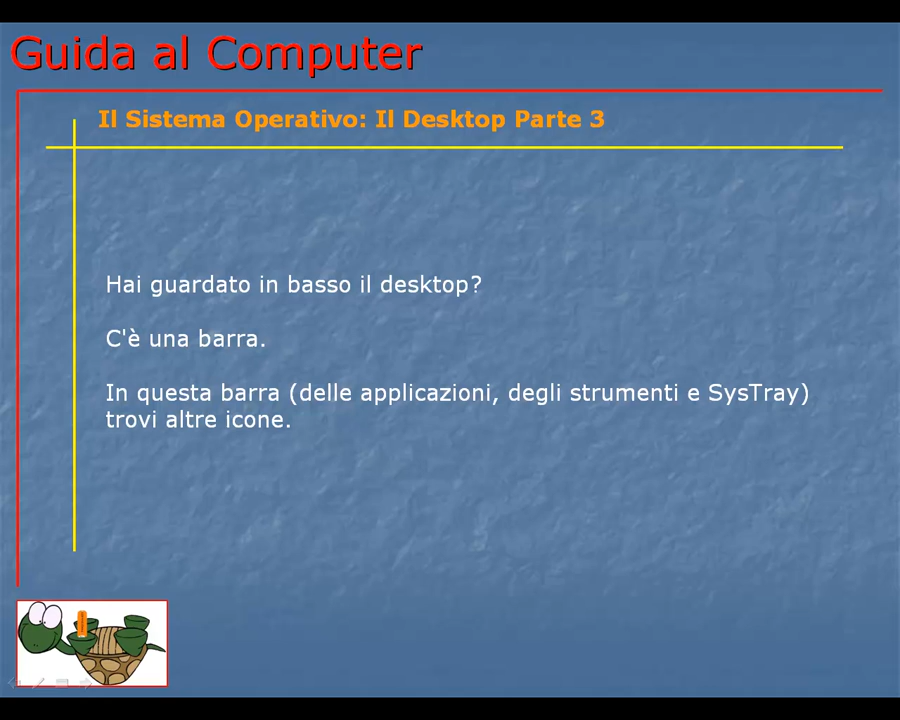 Guida al Computer
Il Sistema Operativo: Il Desktop Parte 3
Hai guardato in basso il desktop?
C'è una barra.
In questa barra (delle applicazioni, degli strumenti e SysTray)
trovi altre icone.